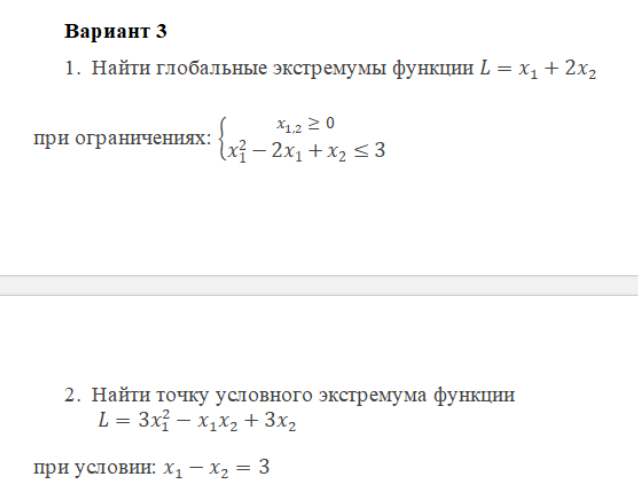 Вариант 3
1. Найти глобальные экстремумы функции L = x₁ + 2x₂
при ограничениях: { x₁,₂ ≥ 0
x₁² − 2x₁ + x₂ ≤ 3
2. Найти точку условного экстремума функции
L = 3x₁² − x₁x₂ + 3x₂
при условии: x₁ − x₂ = 3